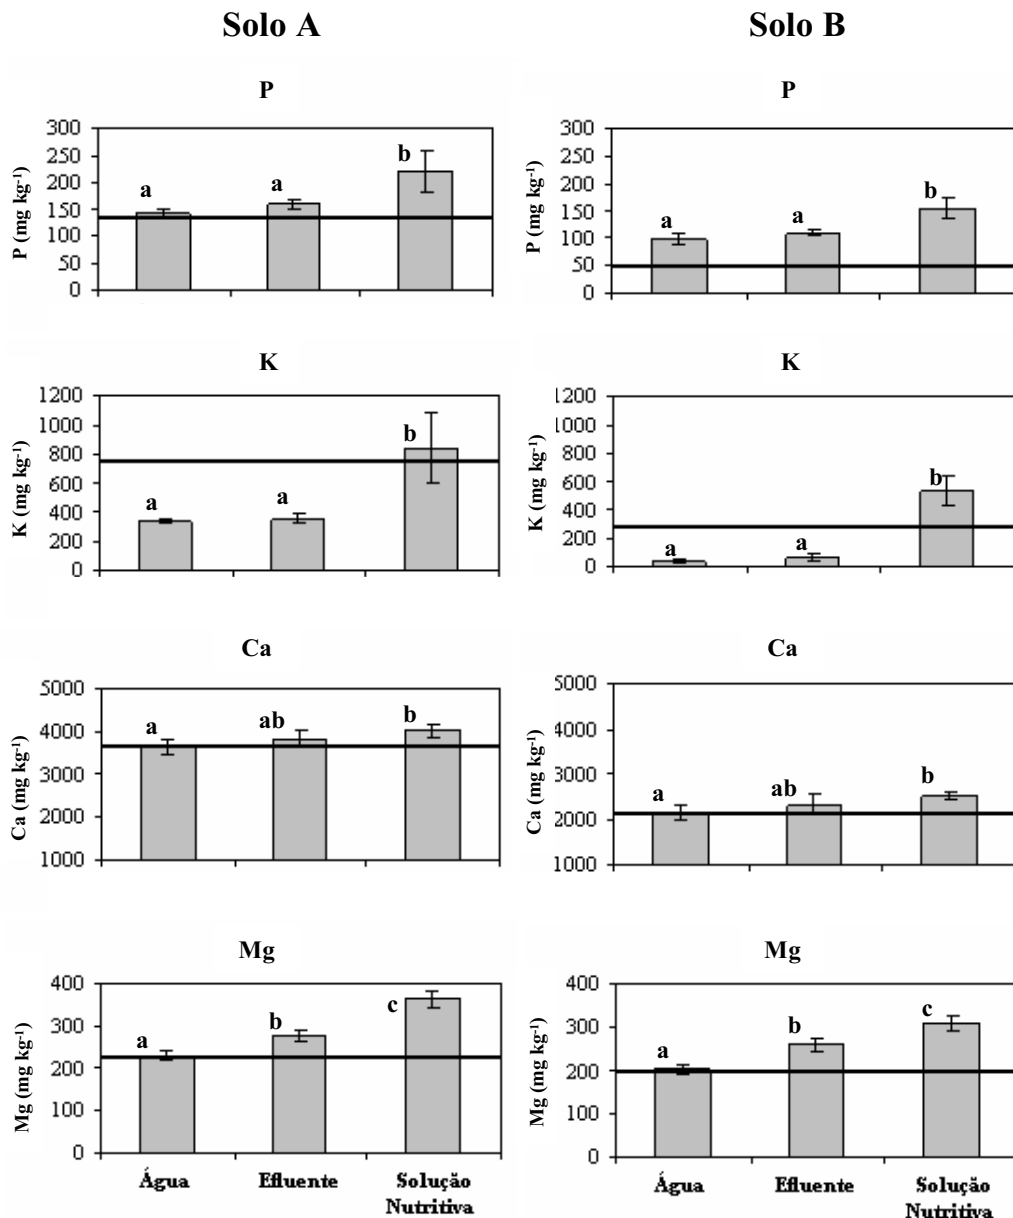 Solo A
Solo B
P
P (mg kg-1)
300
250
200
150
100
50
0
a
a
b
P
P (mg kg-1)
300
250
200
150
100
50
0
a
a
b
K
K (mg kg-1)
1200
1000
800
600
400
200
0
a
a
b
K
K (mg kg-1)
1200
1000
800
600
400
200
0
a
a
b
Ca
Ca (mg kg-1)
5000
4000
3000
2000
1000
a
ab
b
Ca
Ca (mg kg-1)
5000
4000
3000
2000
1000
a
ab
b
Mg
Mg (mg kg-1)
400
300
200
100
0
a
b
c
Água
Efluente
Solução
Nutritiva
Mg
Mg (mg kg-1)
400
300
200
100
0
a
b
c
Água
Efluente
Solução
Nutritiva